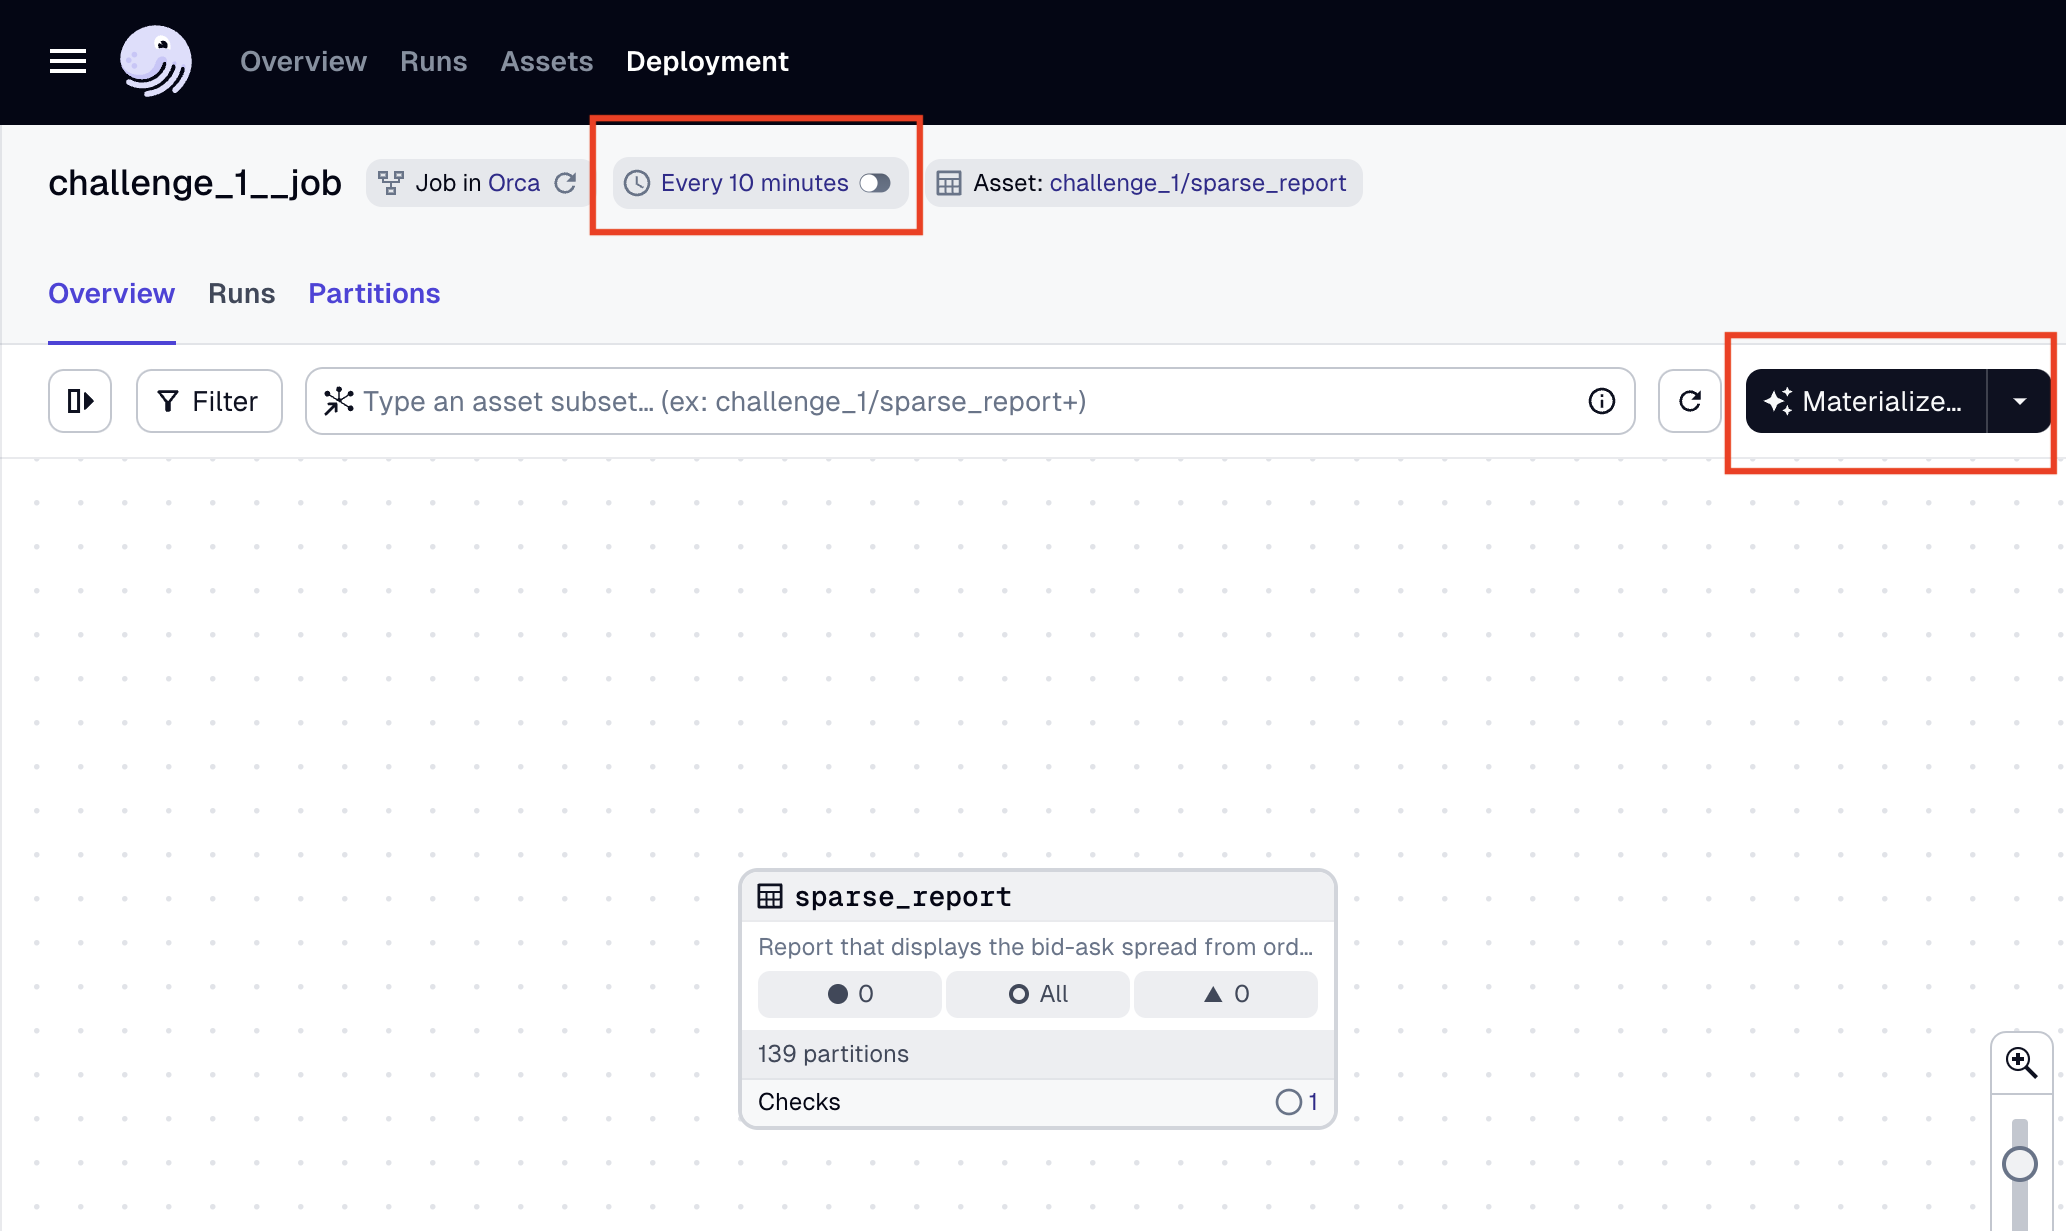 Overview Runs Assets Deployment
challenge_1__job Job in Orca Every 10 minutes Asset: challenge_1/sparse_report
Overview Runs Partitions
Filter Type an asset subset… (ex: challenge_1/sparse_report+) Materialize…
sparse_report
Report that displays the bid-ask spread from ord…
0 All 0
139 partitions
Checks 1